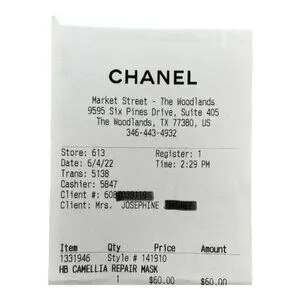 CHANEL
Market Street - The Woodlands
9595 Six Pines Drive, Suite 405
The Woodlands, TX 77380, US
346-443-4932
Store: 613 Register: 1
Date: 6/4/22 Time: 2:29 PM
Trans: 5138
Cashier: 5847
Client #:
Client: Mrs. JOSEPHINE
Item Qty Price Amount
1331946 Style # 141910
HB CAMELLIA REPAIR MASK
1 $60.00 $60.00